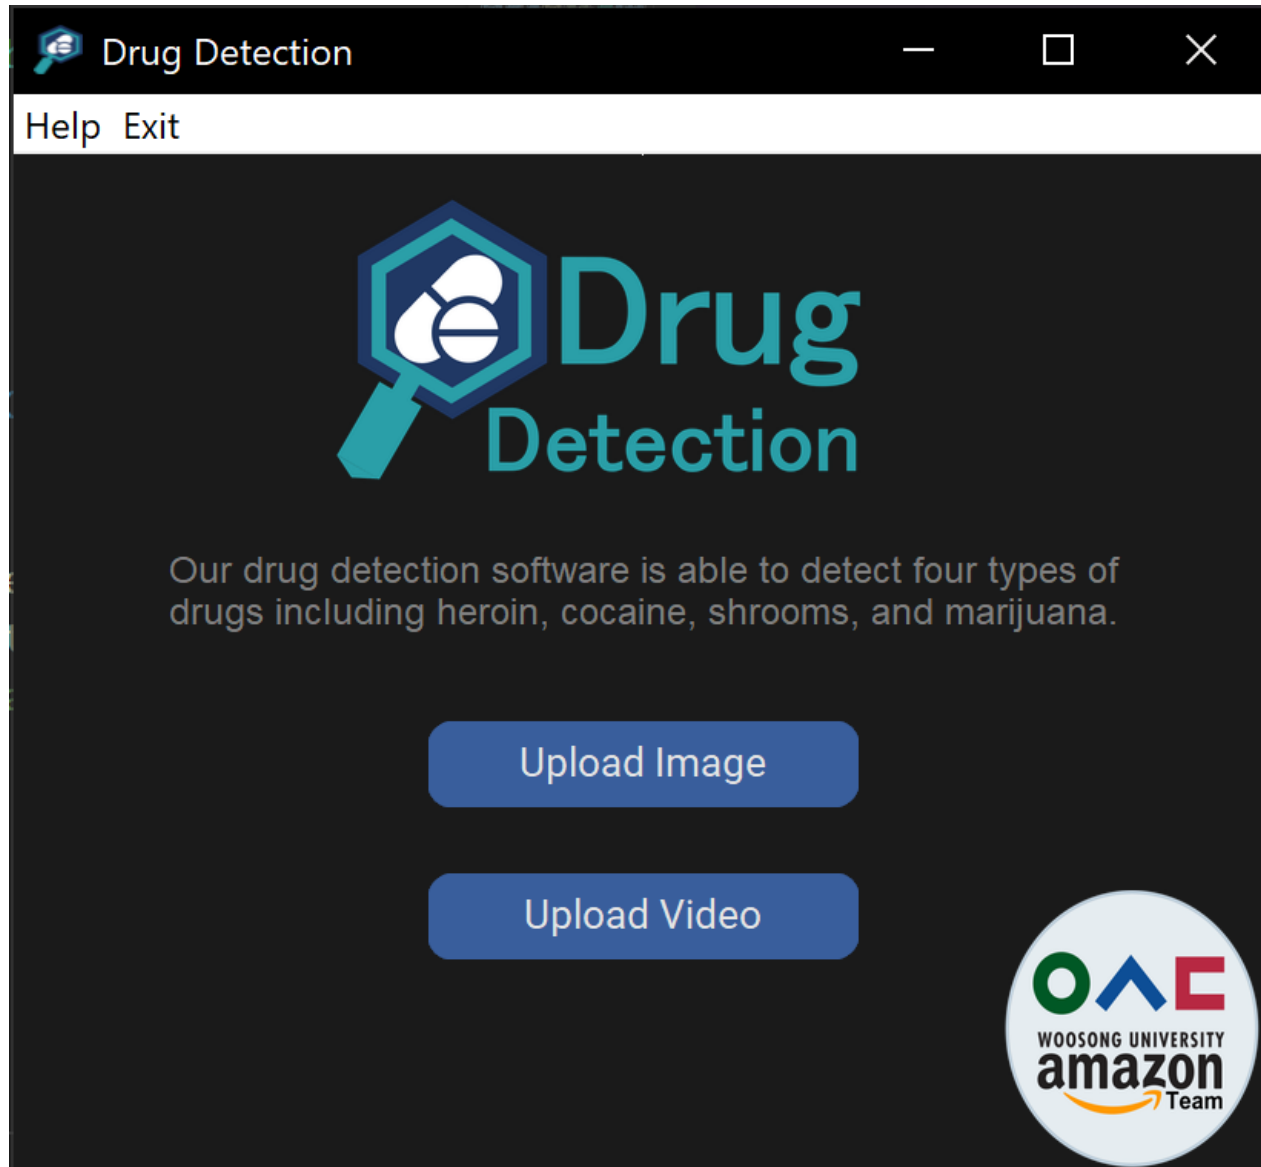 Drug Detection
Help Exit
Drug
Detection
Our drug detection software is able to detect four types of
drugs including heroin, cocaine, shrooms, and marijuana.
Upload Image
Upload Video
WOOSONG UNIVERSITY
amazon
Team